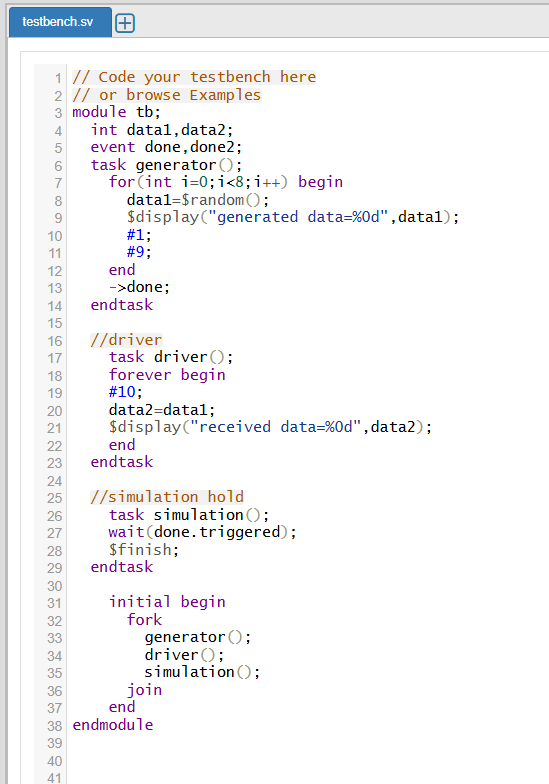 testbench.sv
1 // Code your testbench here
2 // or browse Examples
3 module tb;
4 int data1,data2;
5 event done,done2;
6 task generator();
7 for(int i=0;i<8;i++) begin
8 data1=$random();
9 $display("generated data=%0d",data1);
10 #1;
11 #9;
12 end
13 ->done;
14 endtask
15
16 //driver
17 task driver();
18 forever begin
19 #10;
20 data2=data1;
21 $display("received data=%0d",data2);
22 end
23 endtask
24
25 //simulation hold
26 task simulation();
27 wait(done.triggered);
28 $finish;
29 endtask
30
31 initial begin
32 fork
33 generator();
34 driver();
35 simulation();
36 join
37 end
38 endmodule
39
40
41